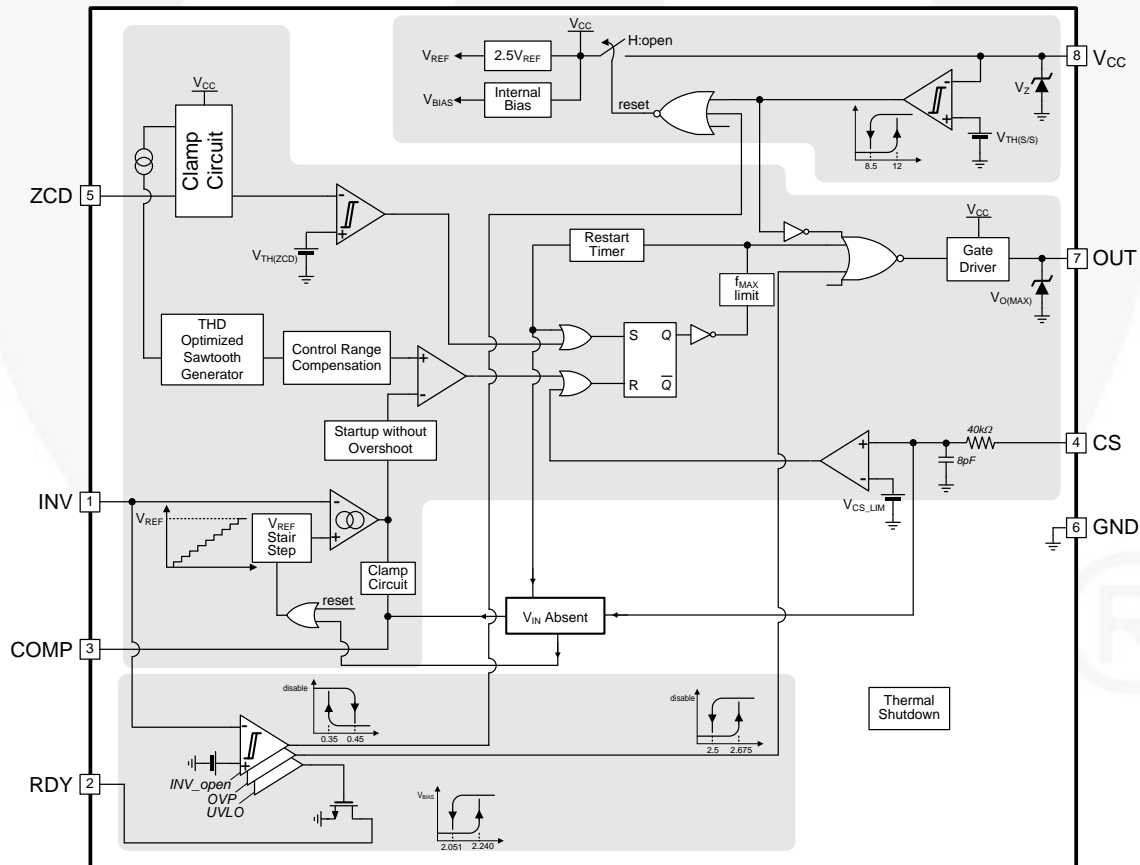 VCC
H:open
VREF
2.5VREF
8
VCC
VBIAS
Internal
Bias
reset
VZ
VTH(S/S)
8.5
12
VCC
Clamp
Circuit
ZCD
5
-
+
VTH(ZCD)
Restart
Timer
VCC
Gate
Driver
7
OUT
VO(MAX)
fMAX
limit
THD
Optimized
Sawtooth
Generator
Control Range
Compensation
+
-
S
Q
R
Q
Startup without
Overshoot
40kΩ
4
CS
8pF
+
-
VCS_LIM
INV
1
VREF
VREF
Stair
Step
-
+
6
GND
Clamp
Circuit
reset
VIN Absent
COMP
3
Thermal
Shutdown
disable
0.35
0.45
disable
2.5
2.675
-
+
INV_open
OVP
UVLO
RDY
2
VBIAS
2.051
2.240
-
+
R